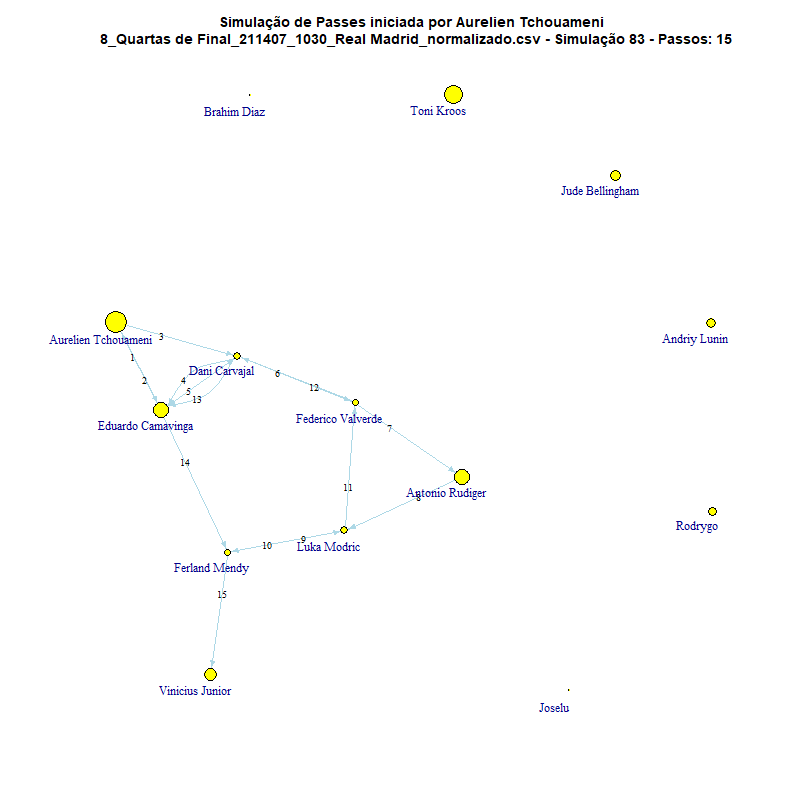 Simulação de Passes iniciada por Aurelien Tchouameni
8_Quartas de Final_211407_1030_Real Madrid_normalizado.csv - Simulação 83 - Passos: 15
Brahim Diaz
Toni Kroos
Jude Bellingham
Andriy Lunin
Aurelien Tchouameni
3
1
2
Dani Carvajal
4
5
13
6
12
Eduardo Camavinga
Federico Valverde
7
14
11
Antonio Rudiger
8
Rodrygo
10
9
Luka Modric
Ferland Mendy
15
Vinicius Junior
Joselu